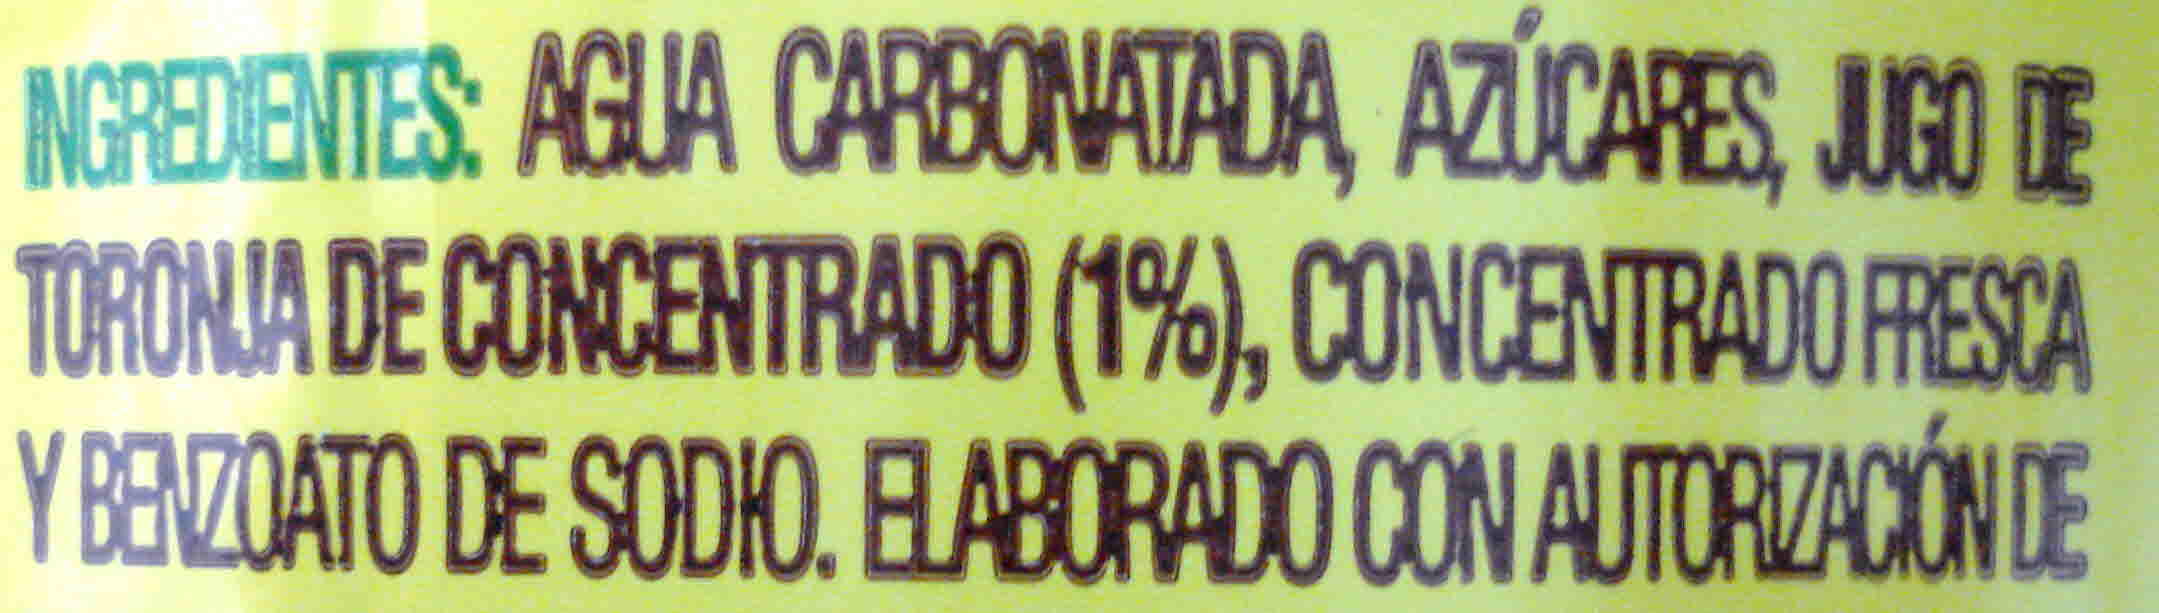 INGREDIENTES: AGUA CARBONATADA, AZÚCARES, JUGO DE
TORONJA DE CONCENTRADO (1%), CONCENTRADO FRESCA
Y BENZOATO DE SODIO. ELABORADO CON AUTORIZACIÓN DE